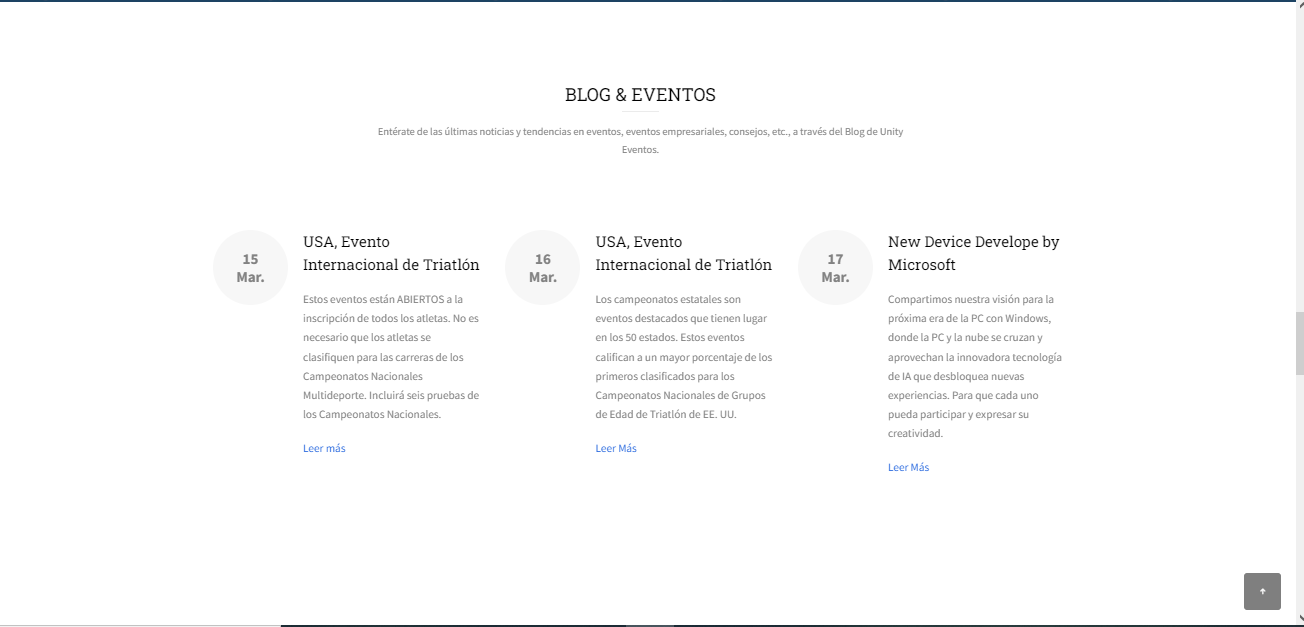 BLOG & EVENTOS
Entérate de las últimas noticias y tendencias en eventos, eventos empresariales, consejos, etc., a través del Blog de Unity
Eventos.
15
Mar.
USA, Evento
Internacional de Triatlón
Estos eventos están ABIERTOS a la
inscripción de todos los atletas. No es
necesario que los atletas se
clasifiquen para las carreras de los
Campeonatos Nacionales
Multideporte. Incluirá seis pruebas de
los Campeonatos Nacionales.
Leer más
16
Mar.
USA, Evento
Internacional de Triatlón
Los campeonatos estatales son
eventos destacados que tienen lugar
en los 50 estados. Estos eventos
califican a un mayor porcentaje de los
primeros clasificados para los
Campeonatos Nacionales de Grupos
de Edad de Triatlón de EE. UU.
Leer Más
17
Mar.
New Device Develope by
Microsoft
Compartimos nuestra visión para la
próxima era de la PC con Windows,
donde la PC y la nube se cruzan y
aprovechan la innovadora tecnología
de IA que desbloquea nuevas
experiencias. Para que cada uno
pueda participar y expresar su
creatividad.
Leer Más